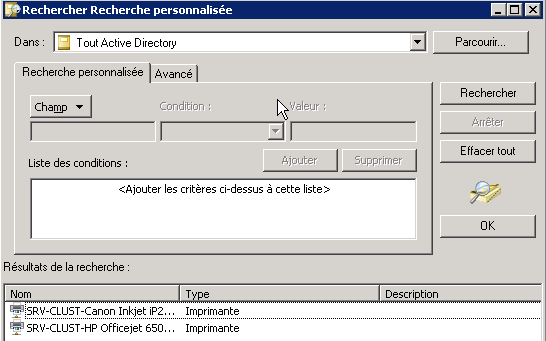 Rechercher Recherche personnalisée
Dans : Tout Active Directory Parcourir...
Recherche personnalisée Avancé
Rechercher
Champ Condition : Valeur :
Arrêter
Effacer tout
Liste des conditions : Ajouter Supprimer
<Ajouter les critères ci-dessus à cette liste>
OK
Résultats de la recherche :
Nom Type Description
SRV-CLUST-Canon Inkjet iP2... Imprimante
SRV-CLUST-HP Officejet 650... Imprimante